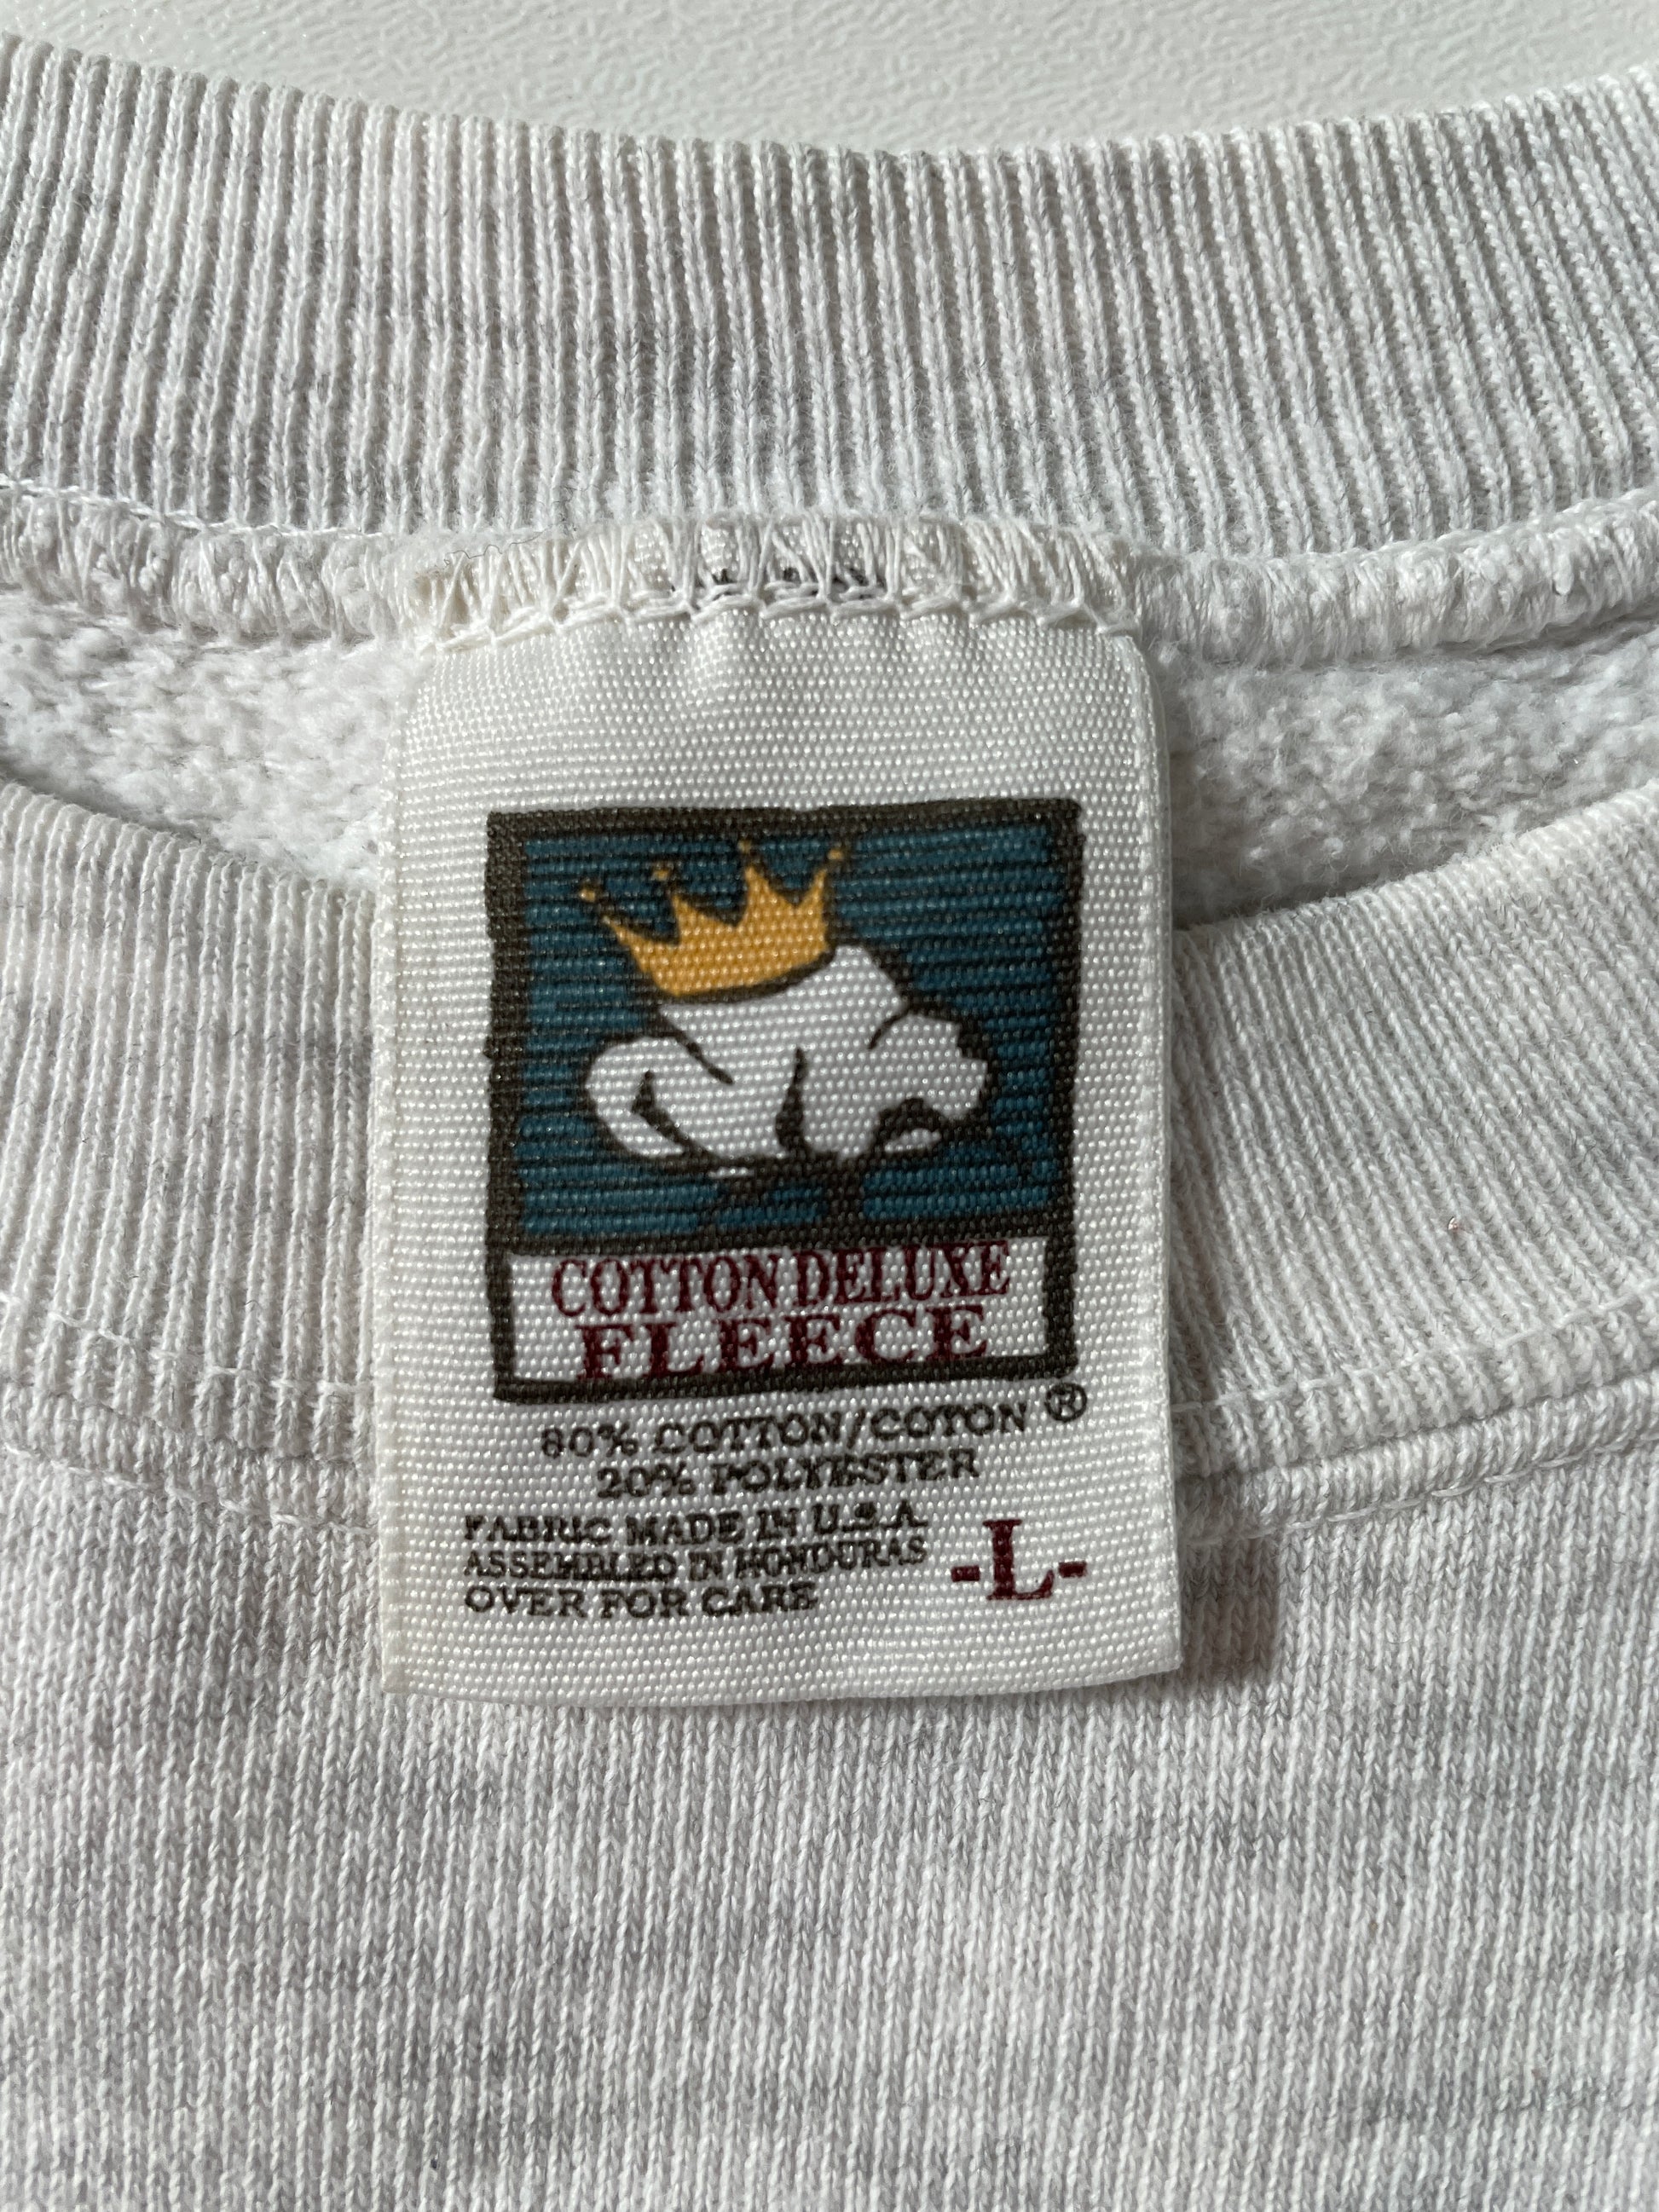 COTTON DELUXE
FLEECE
®
80% COTTON/COTON
20% POLYESTER
FABRIC MADE IN U.S.A.
ASSEMBLED IN HONDURAS
OVER FOR CARE
-L-